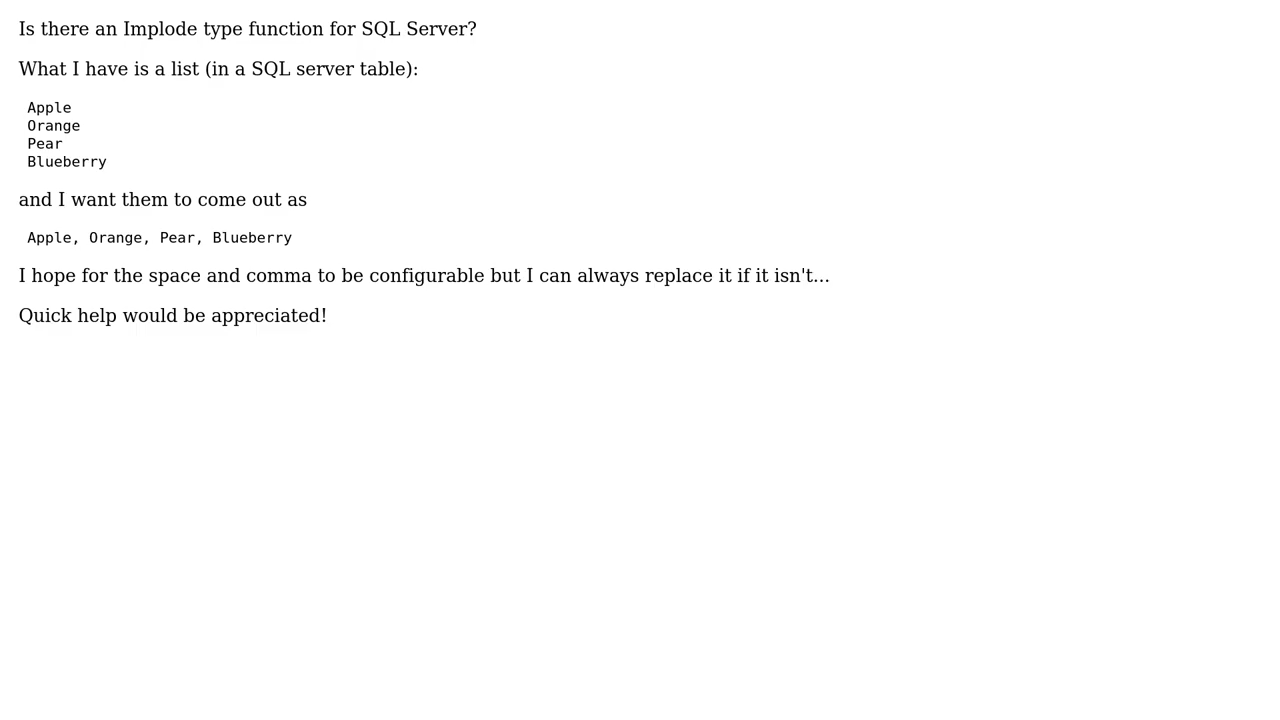 Is there an Implode type function for SQL Server?
What I have is a list (in a SQL server table):
Apple
Orange
Pear
Blueberry
and I want them to come out as
Apple, Orange, Pear, Blueberry
I hope for the space and comma to be configurable but I can always replace it if it isn't...
Quick help would be appreciated!